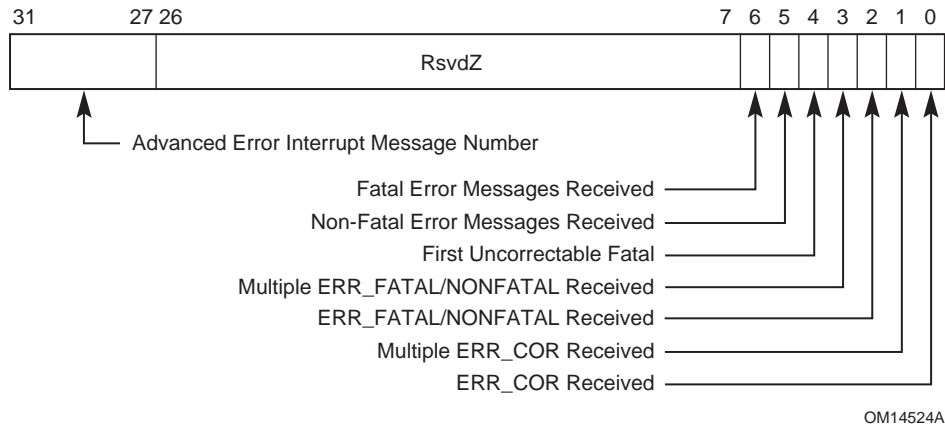 31 27 26 7 6 5 4 3 2 1 0
RsvdZ
Advanced Error Interrupt Message Number
Fatal Error Messages Received
Non-Fatal Error Messages Received
First Uncorrectable Fatal
Multiple ERR_FATAL/NONFATAL Received
ERR_FATAL/NONFATAL Received
Multiple ERR_COR Received
ERR_COR Received
OM14524A